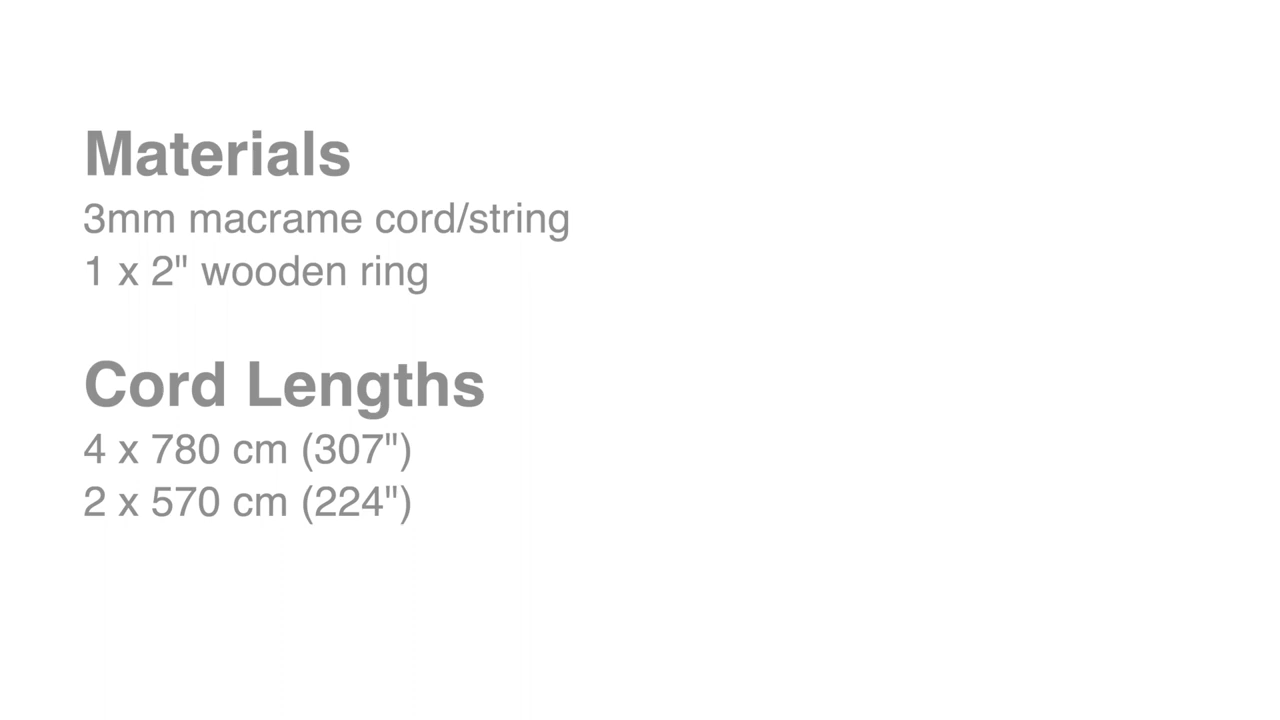 Materials
3mm macrame cord/string
1 x 2" wooden ring
Cord Lengths
4 x 780 cm (307")
2 x 570 cm (224")